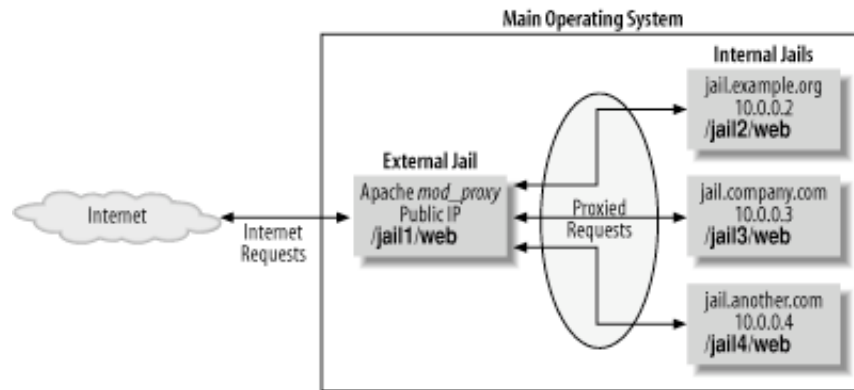 Main Operating System
Internal Jails
jail.example.org
10.0.0.2
/jail2/web
External Jail
Apache mod_proxy
Public IP
/jail1/web
Internet
Internet
Requests
Proxied
Requests
jail.company.com
10.0.0.3
/jail3/web
jail.another.com
10.0.0.4
/jail4/web